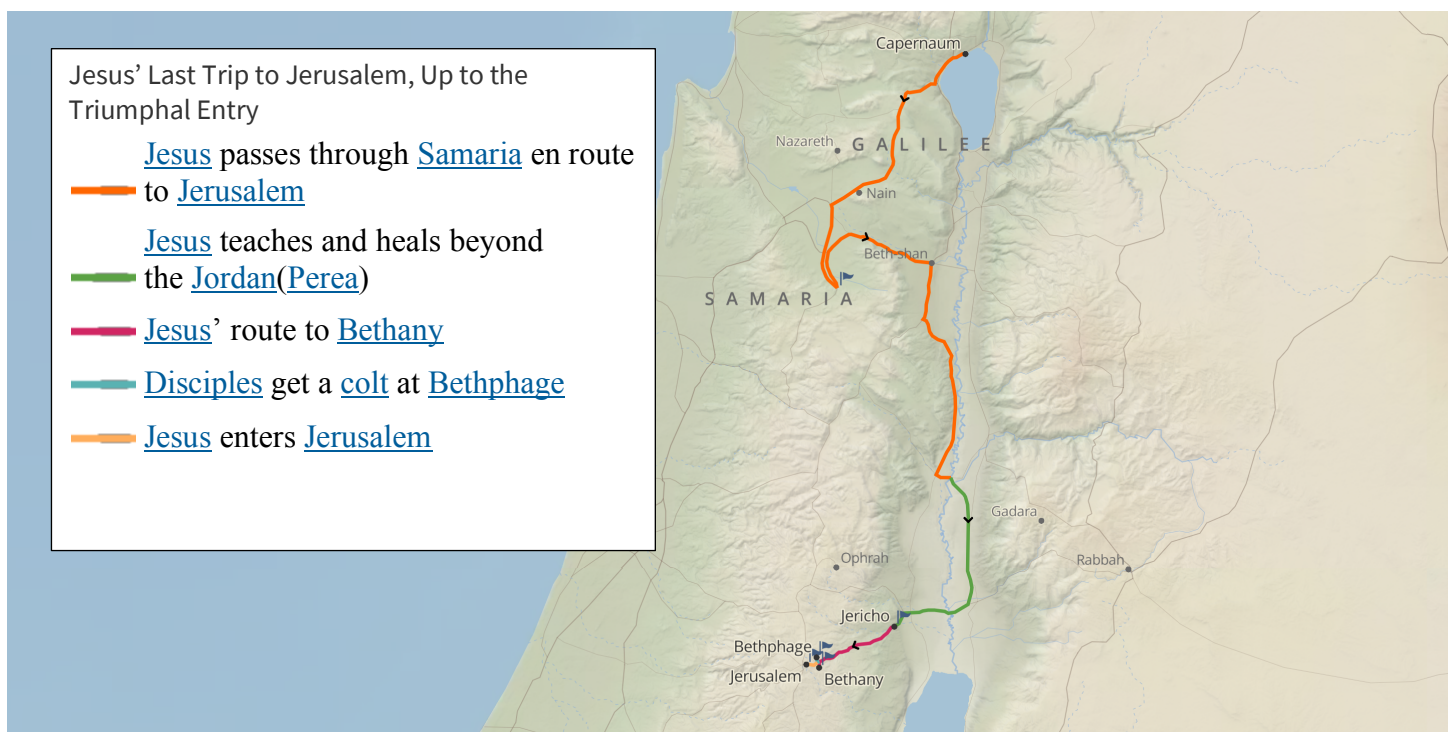 Jesus’ Last Trip to Jerusalem, Up to the
Triumphal Entry
Jesus passes through Samaria en route
to Jerusalem
Jesus teaches and heals beyond
the Jordan(Perea)
Jesus’ route to Bethany
Disciples get a colt at Bethphage
Jesus enters Jerusalem
Capernaum
Nazareth
GALILEE
Nain
Beth-shan
SAMARIA
Gadara
Ophrah
Rabbah
Jericho
Bethphage
Jerusalem
Bethany